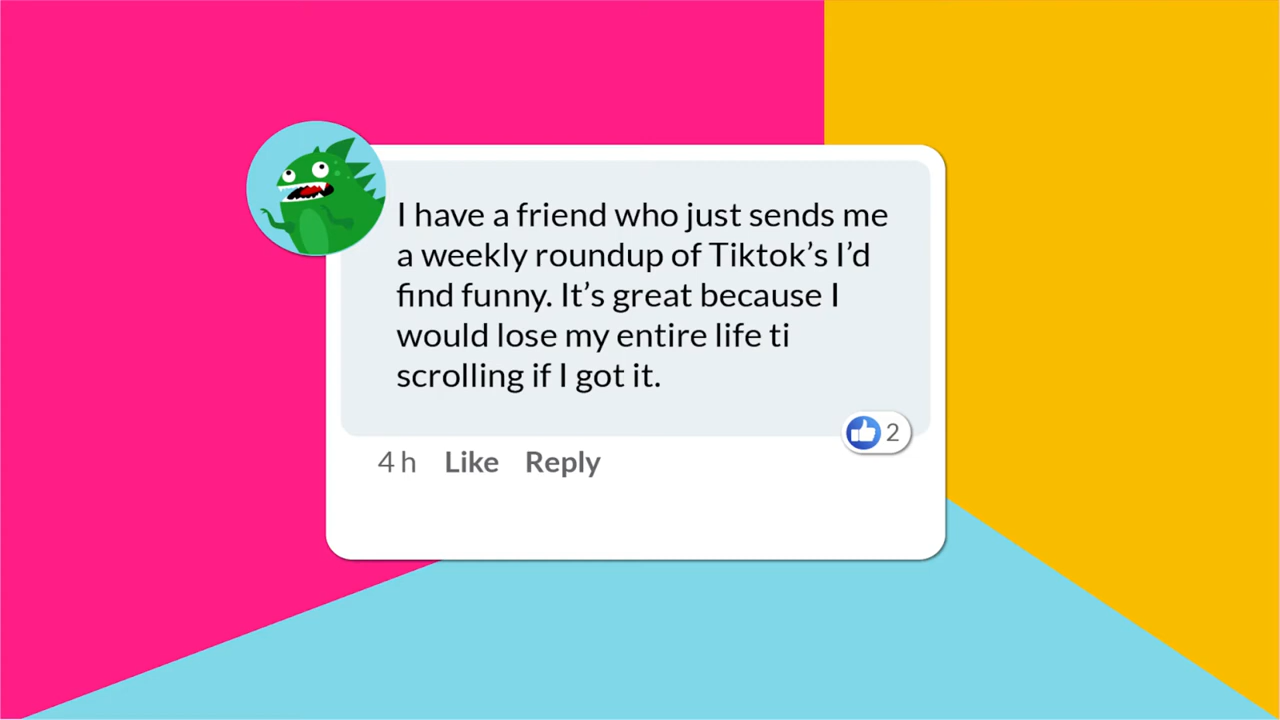 I have a friend who just sends me
a weekly roundup of Tiktok’s I’d
find funny. It’s great because I
would lose my entire life ti
scrolling if I got it.
2
4 h Like Reply